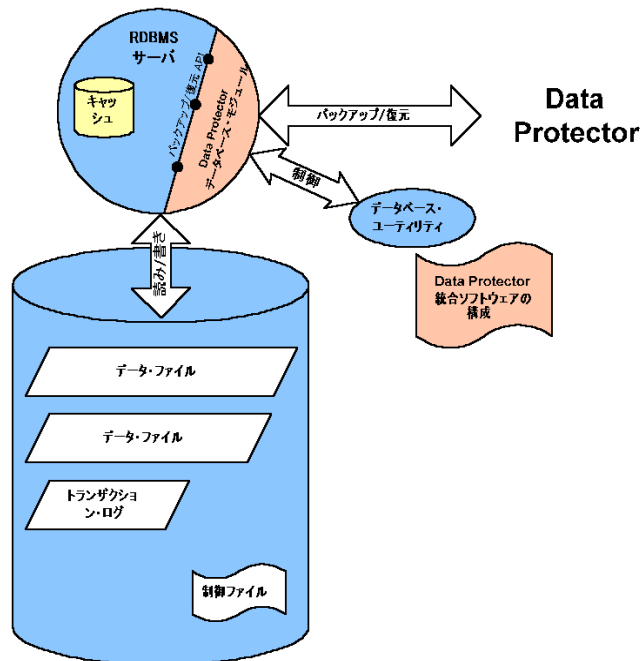 RDBMS
サーバ
キャッ
シュ
バックアップ/復元 API
Data Protector
データベース・モジュール
バックアップ/復元
Data
Protector
制御
データベース・
ユーティリティ
Data Protector
統合ソフトウェアの
構成
読み/書き
データ・ファイル
データ・ファイル
トランザクショ
ン・ログ
制御ファイル